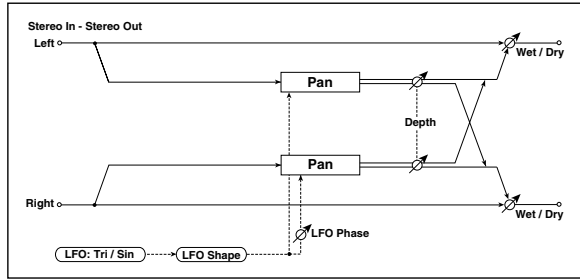 Stereo In - Stereo Out
Left
Wet / Dry
Pan
Depth
Pan
Right
Wet / Dry
LFO Phase
LFO: Tri / Sin
LFO Shape